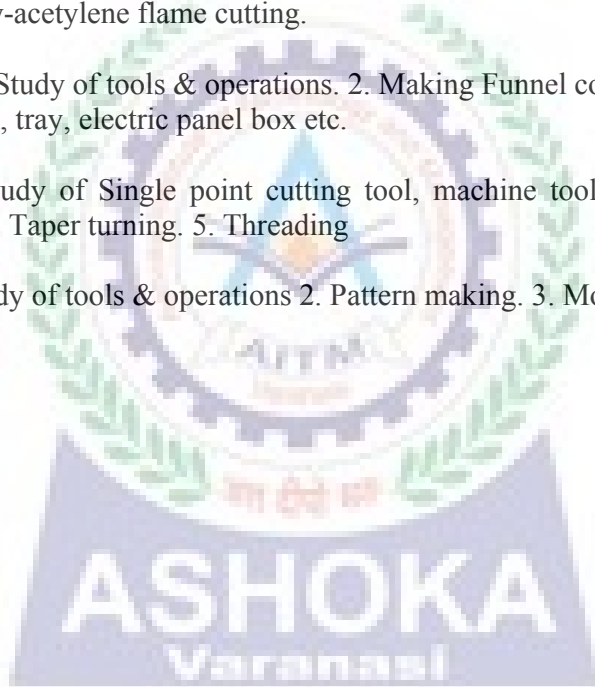 y-acetylene flame cutting.
Study of tools & operations. 2. Making Funnel co
, tray, electric panel box etc.
udy of Single point cutting tool, machine tool
Taper turning. 5. Threading
dy of tools & operations 2. Pattern making. 3. Mo
AITM
ASHOKA
Varanasi